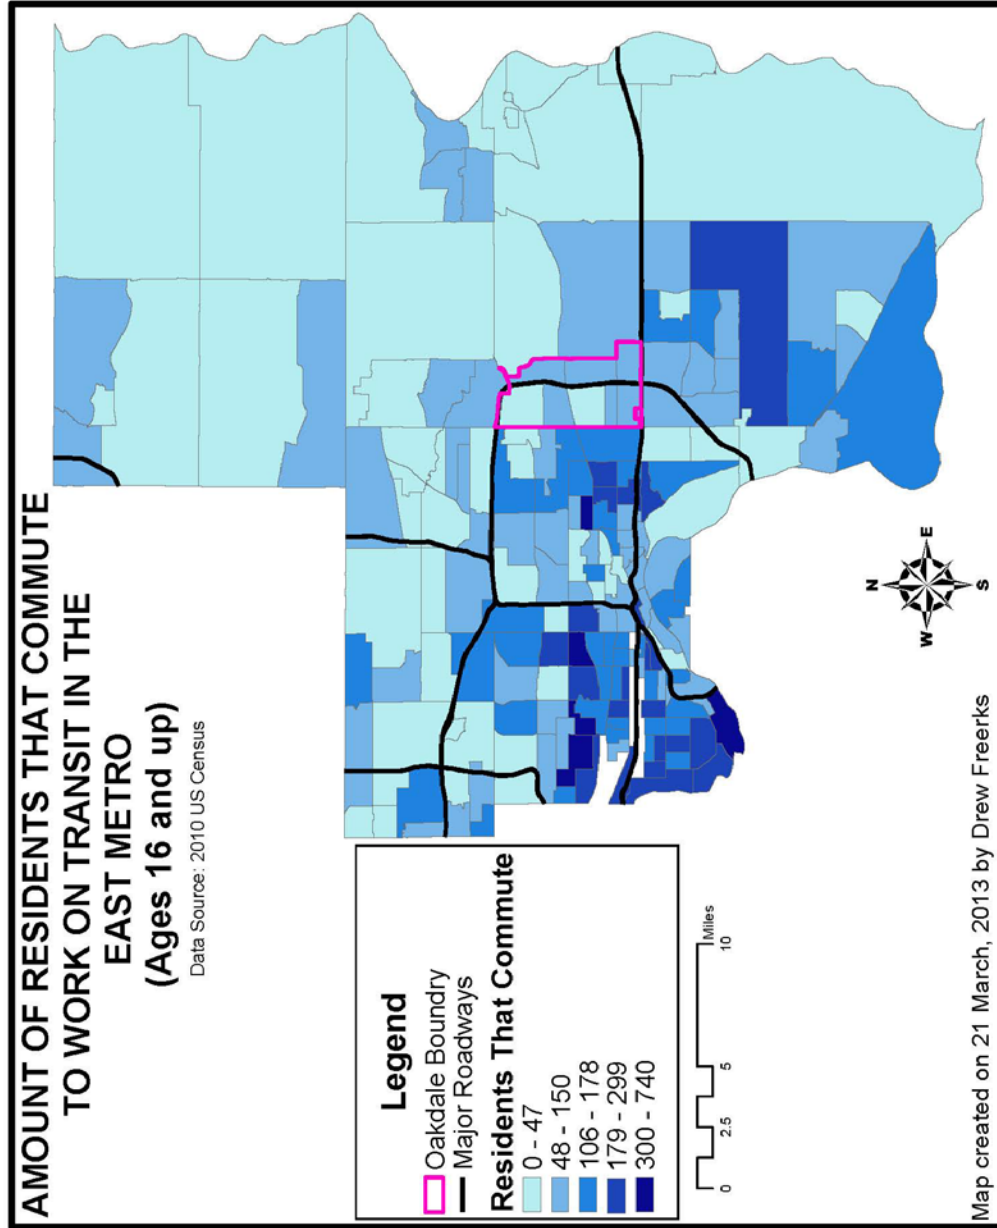 AMOUNT OF RESIDENTS THAT COMMUTE
TO WORK ON TRANSIT IN THE
EAST METRO
(Ages 16 and up)
Data Source: 2010 US Census
Legend
Oakdale Boundry
Major Roadways
Residents That Commute
0 - 47
48 - 150
106 - 178
179 - 299
300 - 740
0 2.5 5 10
Miles
N
W E
S
Map created on 21 March, 2013 by Drew Freerks